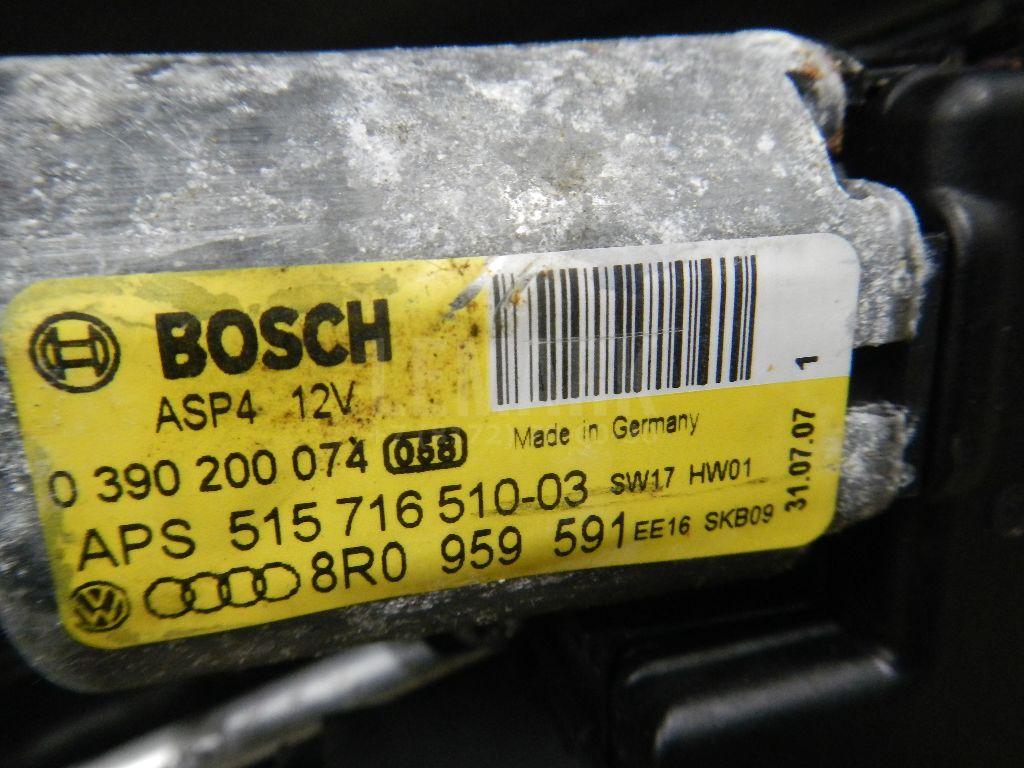 BOSCH
ASP4 12V
Made in Germany
0 390 200 074 058
APS 515 716 510-03 SW17 HW01
8R0 959 591 EE16 SKB09
31.07.07 1